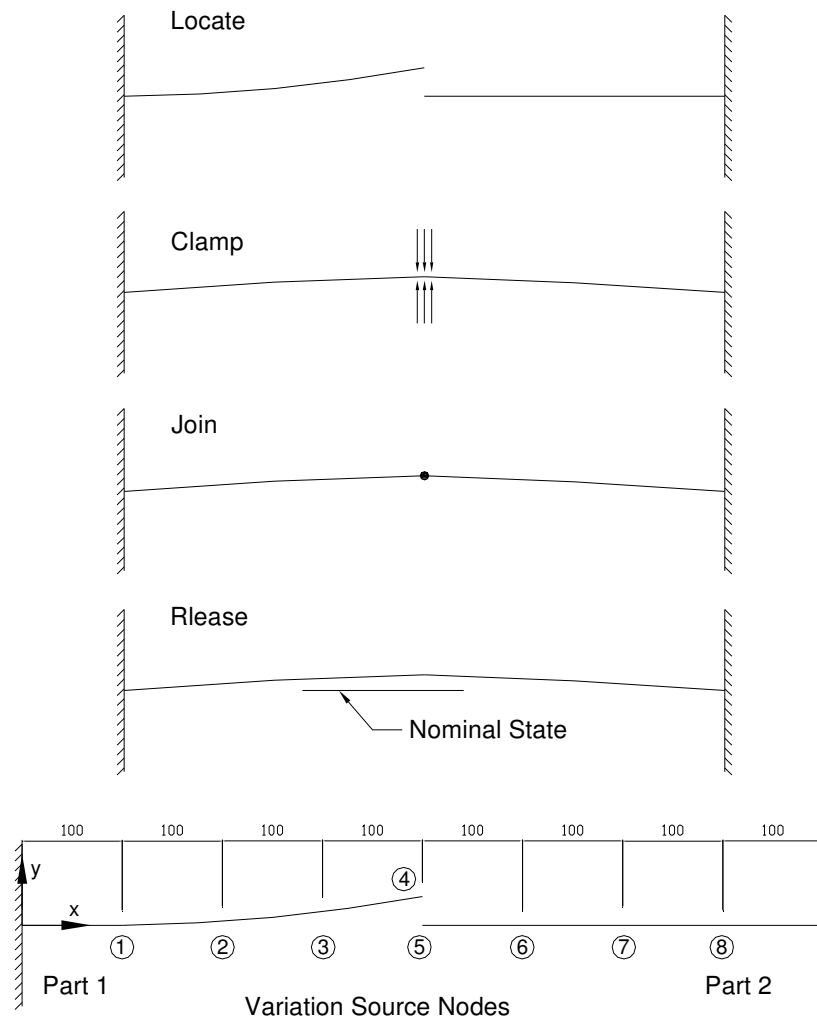 Locate
Clamp
Join
Rlease
Nominal State
100 100 100 100 100 100 100 100
y
④
x
① ② ③ ⑤ ⑥ ⑦ ⑧
Part 1 Part 2
Variation Source Nodes